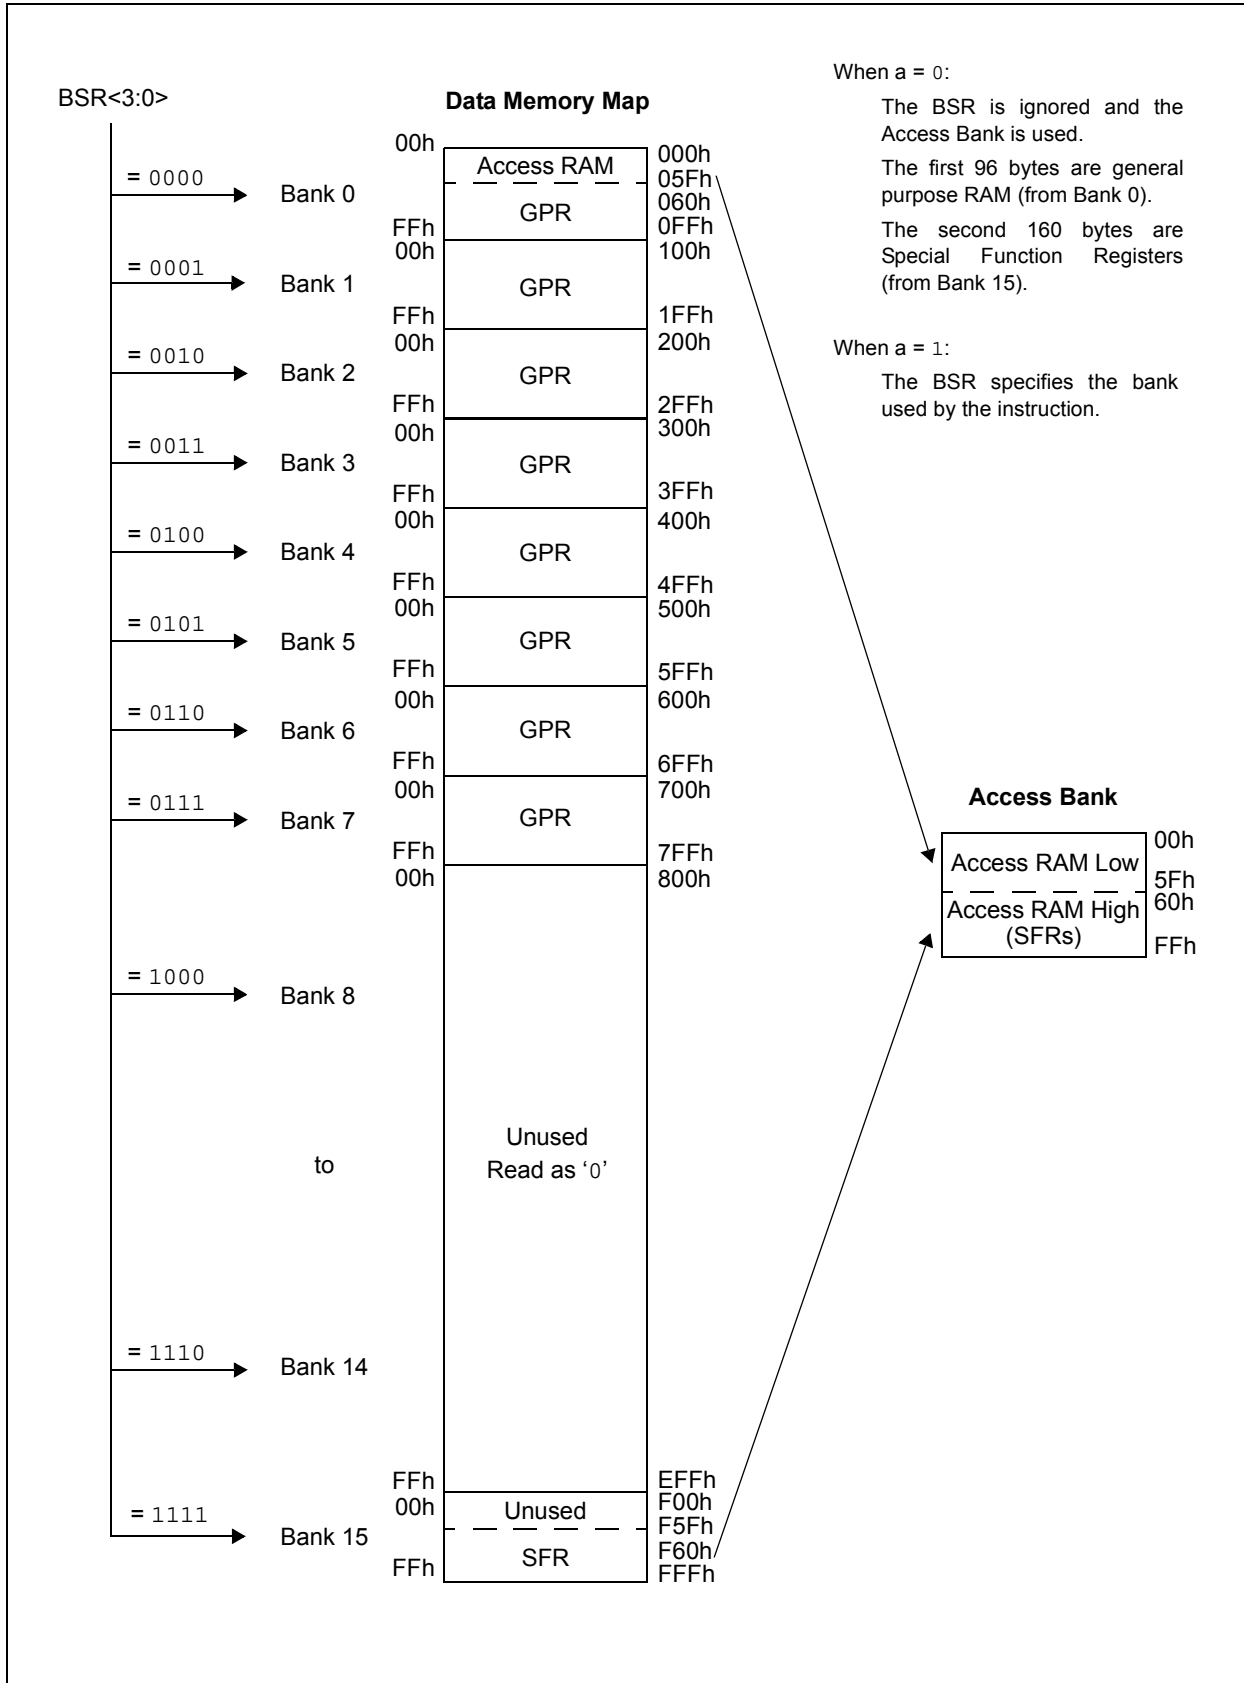 BSR<3:0>
Data Memory Map
When a = 0:
The BSR is ignored and the
Access Bank is used.
The first 96 bytes are general
purpose RAM (from Bank 0).
The second 160 bytes are
Special Function Registers
(from Bank 15).
When a = 1:
The BSR specifies the bank
used by the instruction.
= 0000
Bank 0
00h
Access RAM
000h
05Fh
GPR
060h
FFh
0FFh
= 0001
Bank 1
00h
GPR
100h
FFh
1FFh
= 0010
Bank 2
00h
GPR
200h
FFh
2FFh
= 0011
Bank 3
00h
GPR
300h
FFh
3FFh
= 0100
Bank 4
00h
GPR
400h
FFh
4FFh
= 0101
Bank 5
00h
GPR
500h
FFh
5FFh
= 0110
Bank 6
00h
GPR
600h
FFh
6FFh
= 0111
Bank 7
00h
GPR
700h
FFh
7FFh
00h
800h
= 1000
Bank 8
to
Unused
Read as ‘0’
= 1110
Bank 14
FFh
EFFh
= 1111
Bank 15
00h
Unused
F00h
F5Fh
SFR
F60h
FFh
FFFh
Access Bank
Access RAM Low
00h
5Fh
Access RAM High
(SFRs)
60h
FFh